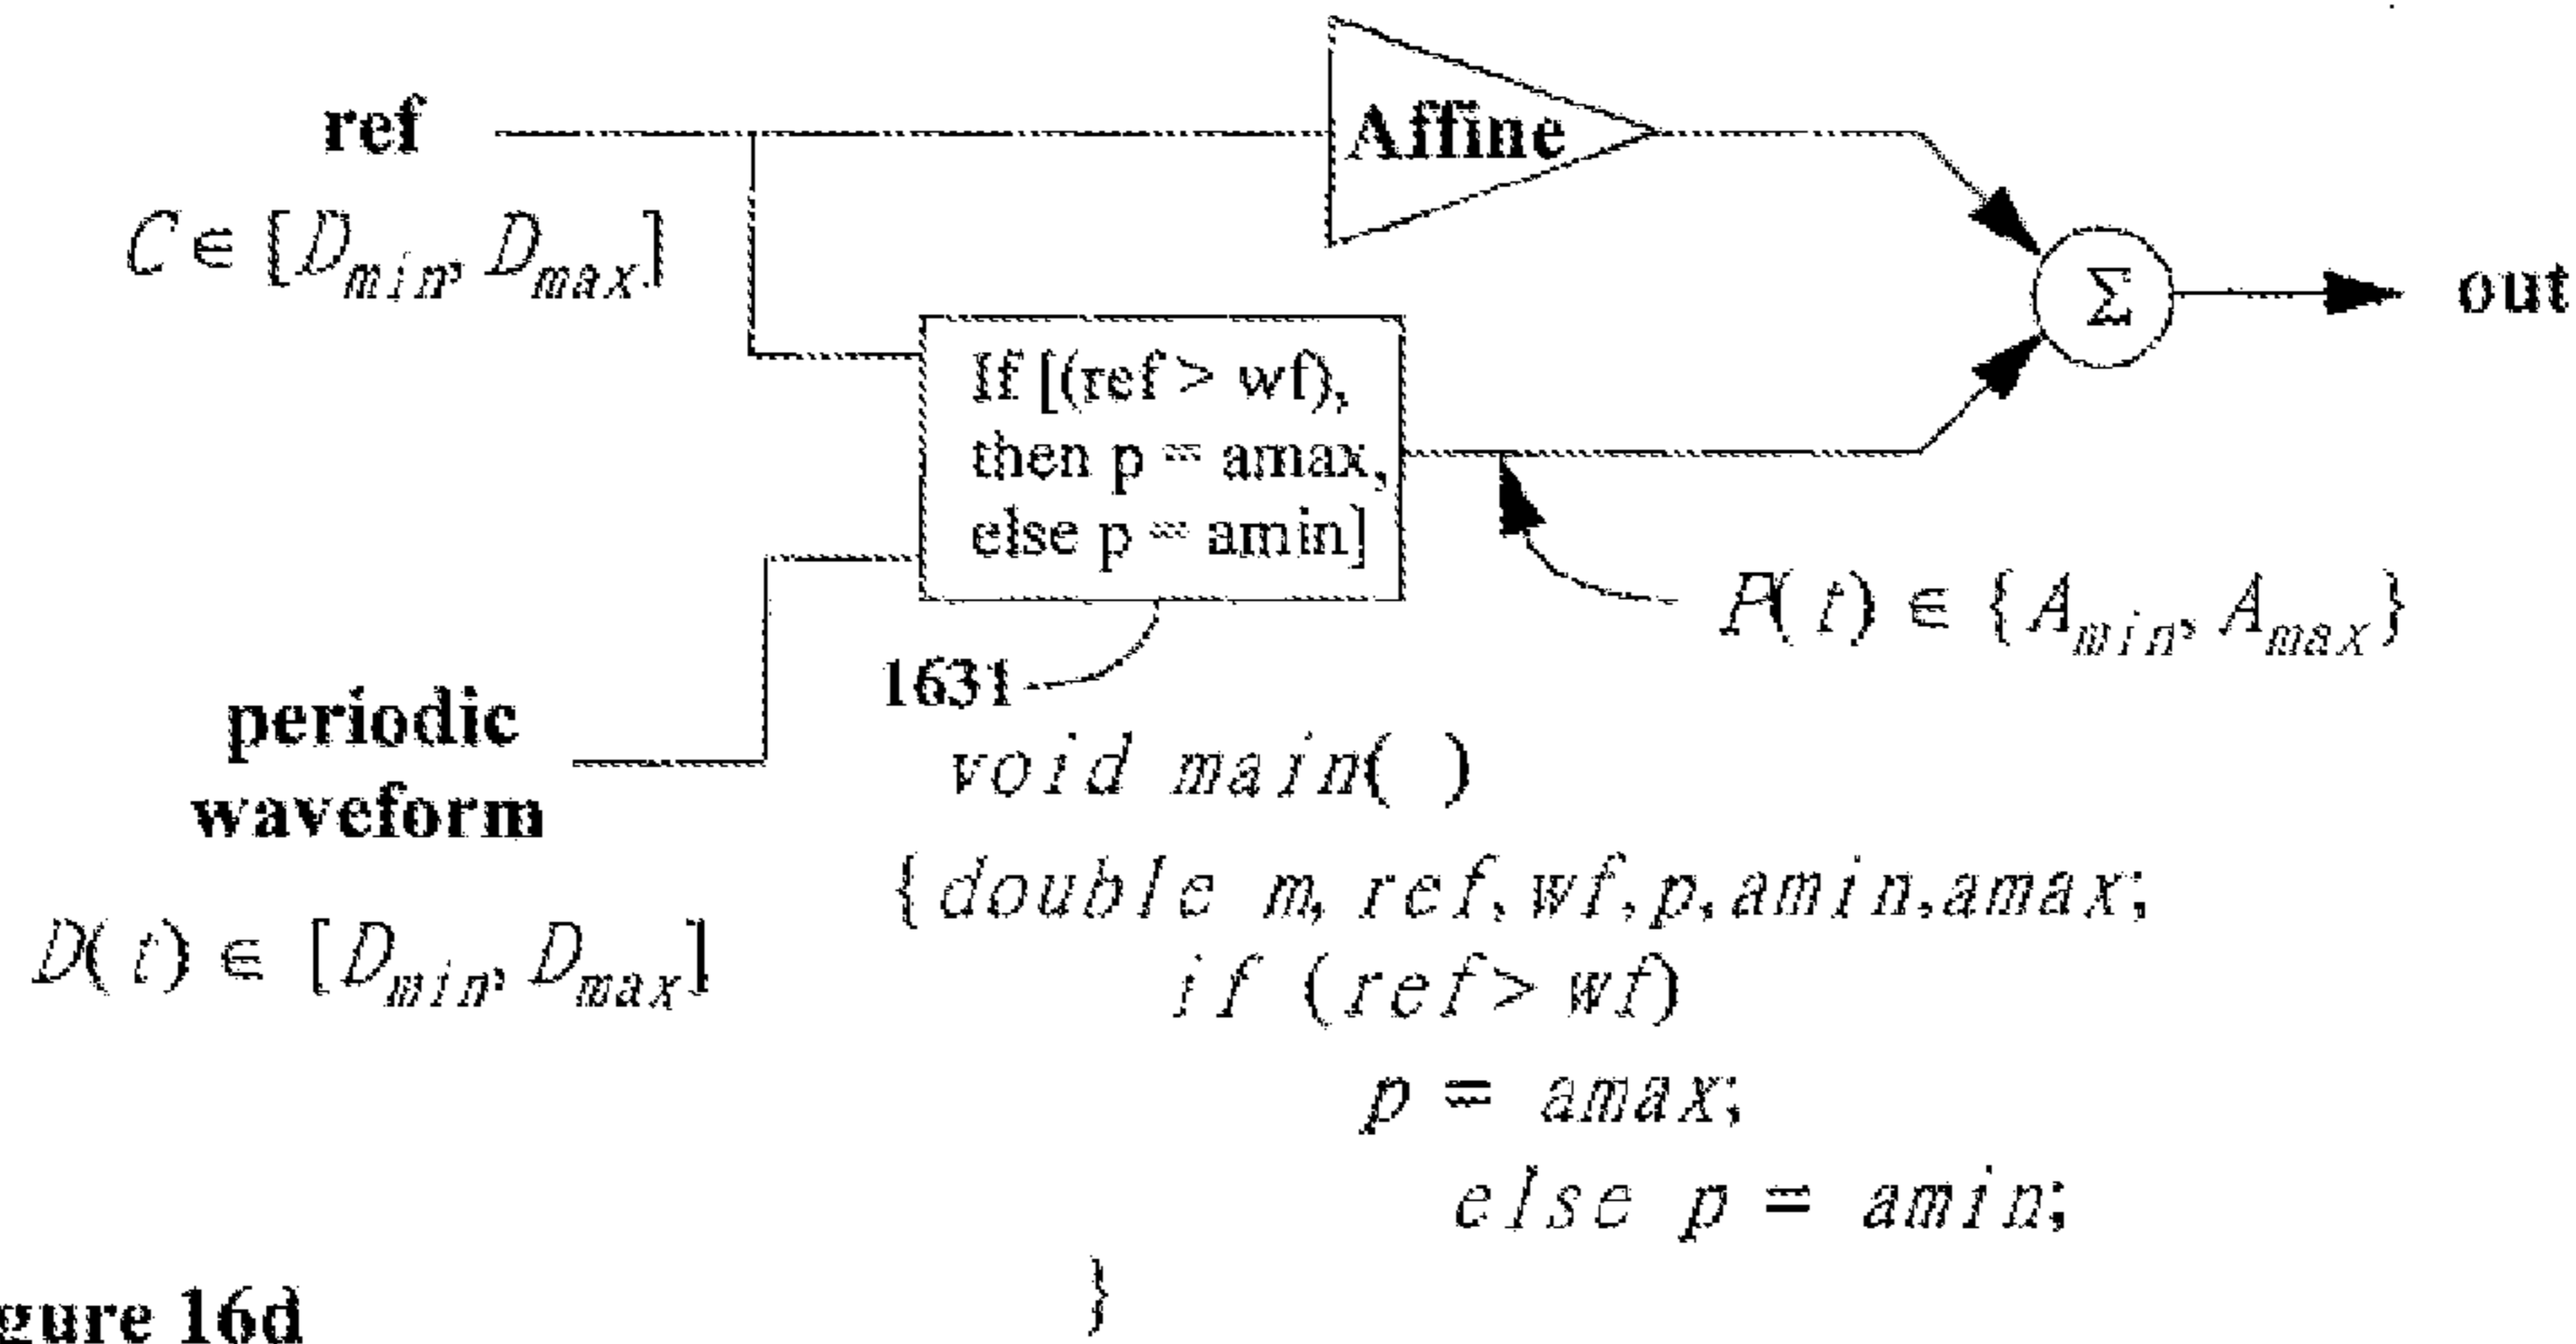 ref
Affine
C ∈ [D_min, D_max]
Σ
out
If [(ref > wf),
then p = amax,
else p = amin]
P(t) ∈ {A_min, A_max}
1631
periodic
waveform
D(t) ∈ [D_min, D_max]
void main( )
{double m, ref, wf, p, amin, amax;
if (ref> wf)
p = amax;
else p = amin;
}
gure 16d